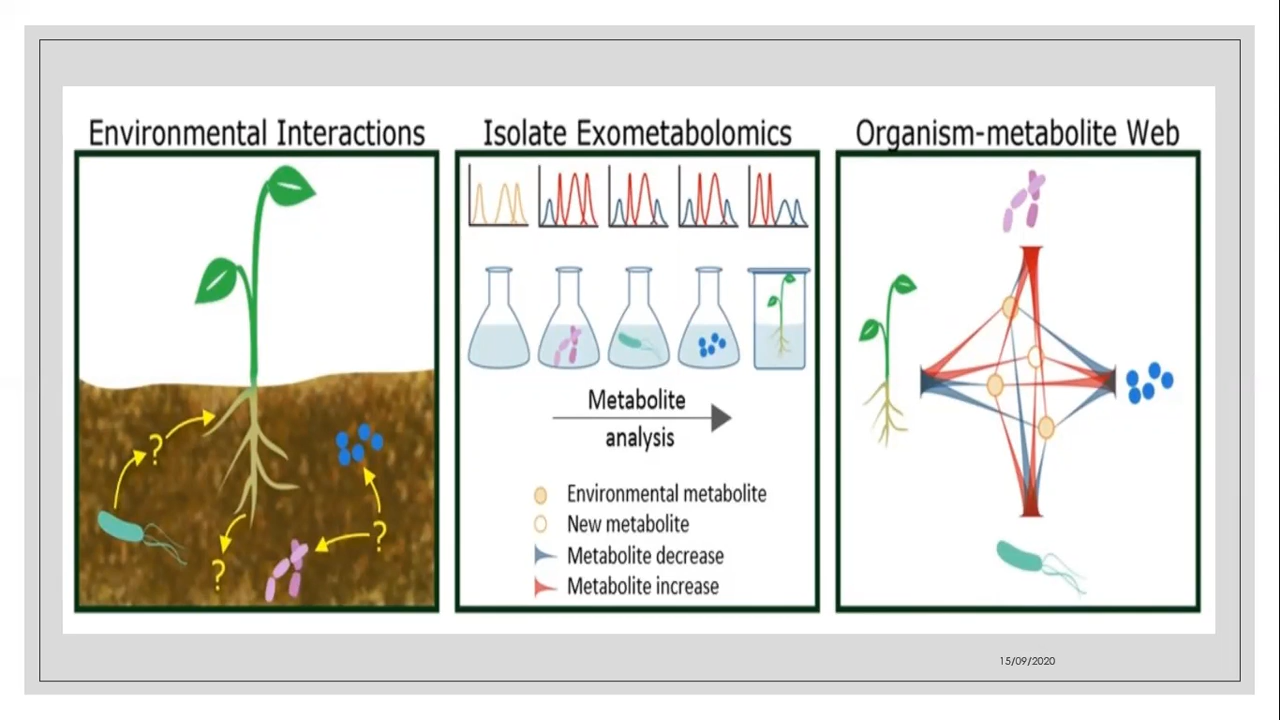 Environmental Interactions
Isolate Exometabolomics
Organism-metabolite Web
?
?
?
Metabolite
analysis
Environmental metabolite
New metabolite
Metabolite decrease
Metabolite increase
15/09/2020